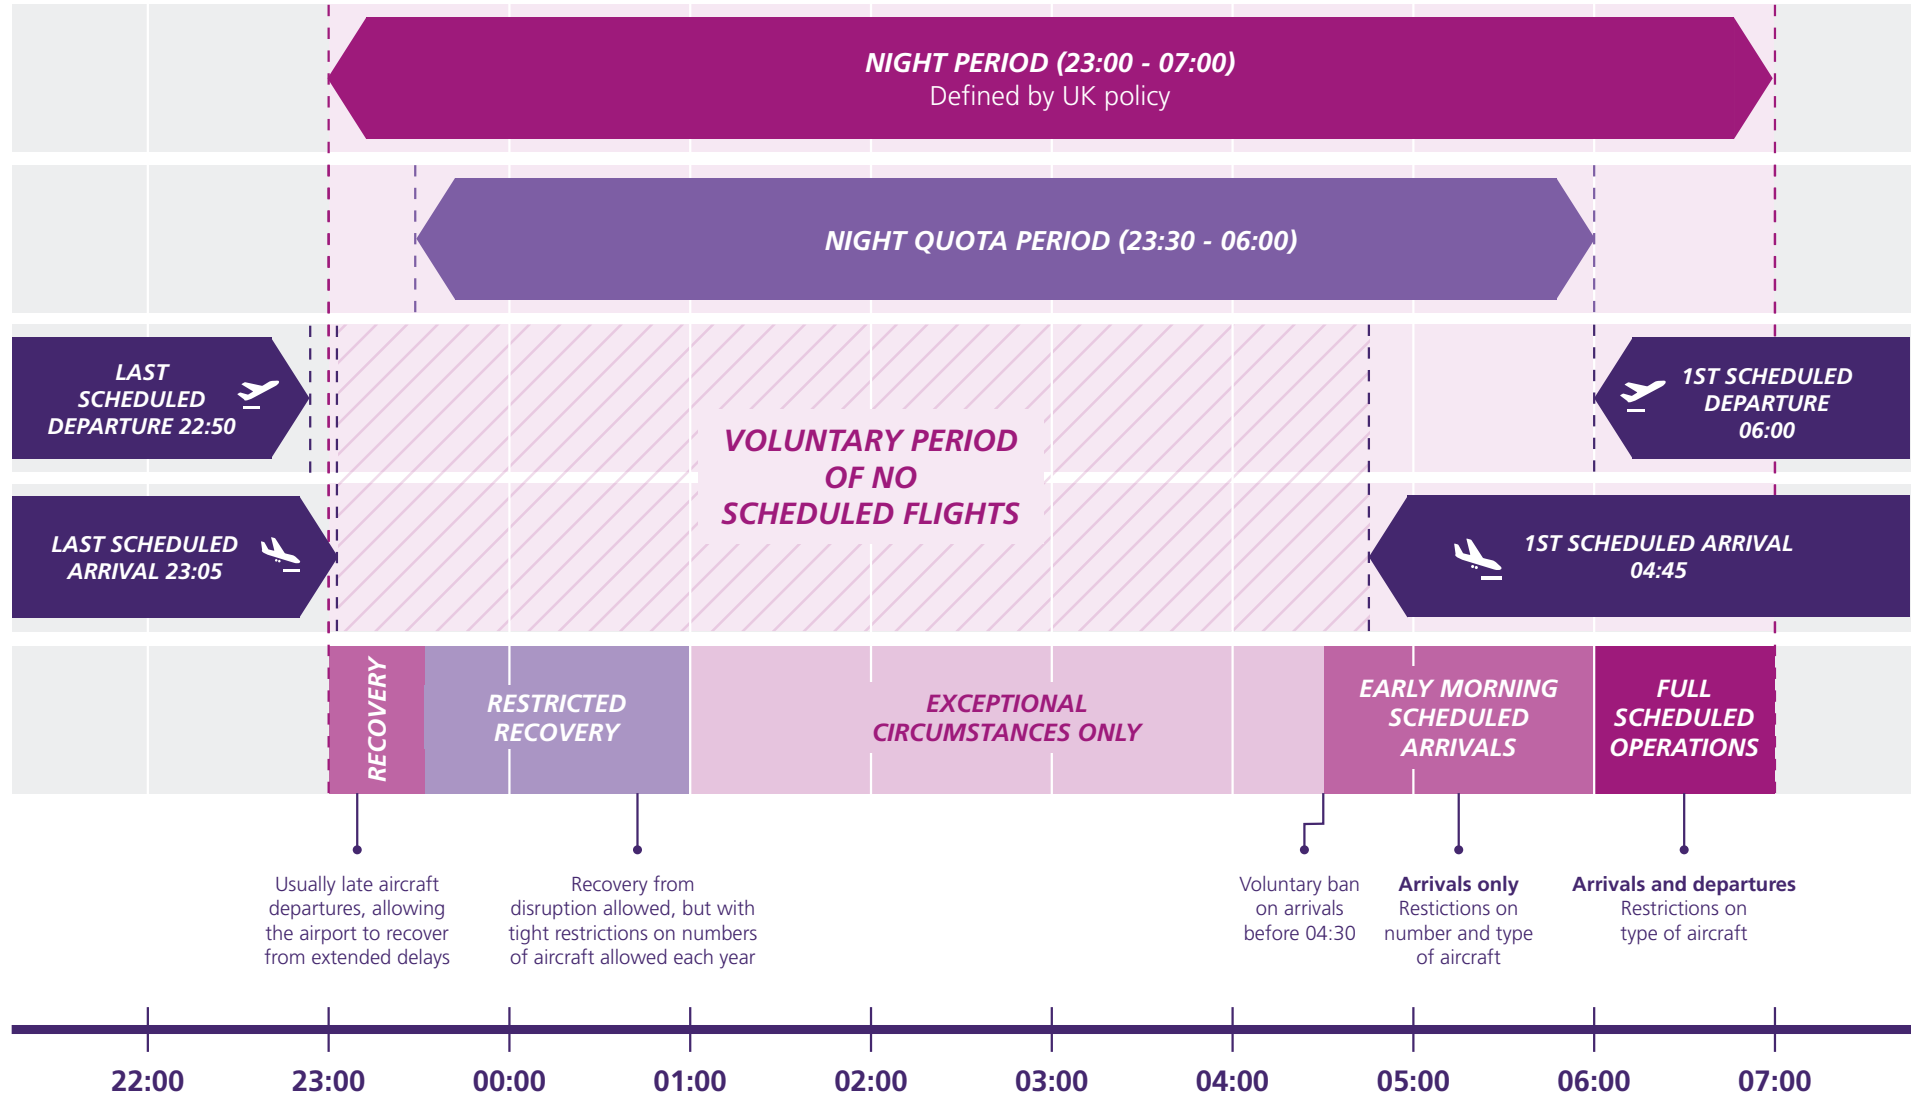 NIGHT PERIOD (23:00 - 07:00)
Defined by UK policy
NIGHT QUOTA PERIOD (23:30 - 06:00)
LAST
SCHEDULED
DEPARTURE 22:50
1ST SCHEDULED
DEPARTURE
06:00
VOLUNTARY PERIOD
OF NO
SCHEDULED FLIGHTS
LAST SCHEDULED
ARRIVAL 23:05
1ST SCHEDULED ARRIVAL
04:45
RECOVERY
RESTRICTED
RECOVERY
EXCEPTIONAL
CIRCUMSTANCES ONLY
EARLY MORNING
SCHEDULED
ARRIVALS
FULL
SCHEDULED
OPERATIONS
Usually late aircraft
departures, allowing
the airport to recover
from extended delays
Recovery from
disruption allowed, but with
tight restrictions on numbers
of aircraft allowed each year
Voluntary ban
on arrivals
before 04:30
Arrivals only
Restictions on
number and type
of aircraft
Arrivals and departures
Restrictions on
type of aircraft
22:00
23:00
00:00
01:00
02:00
03:00
04:00
05:00
06:00
07:00